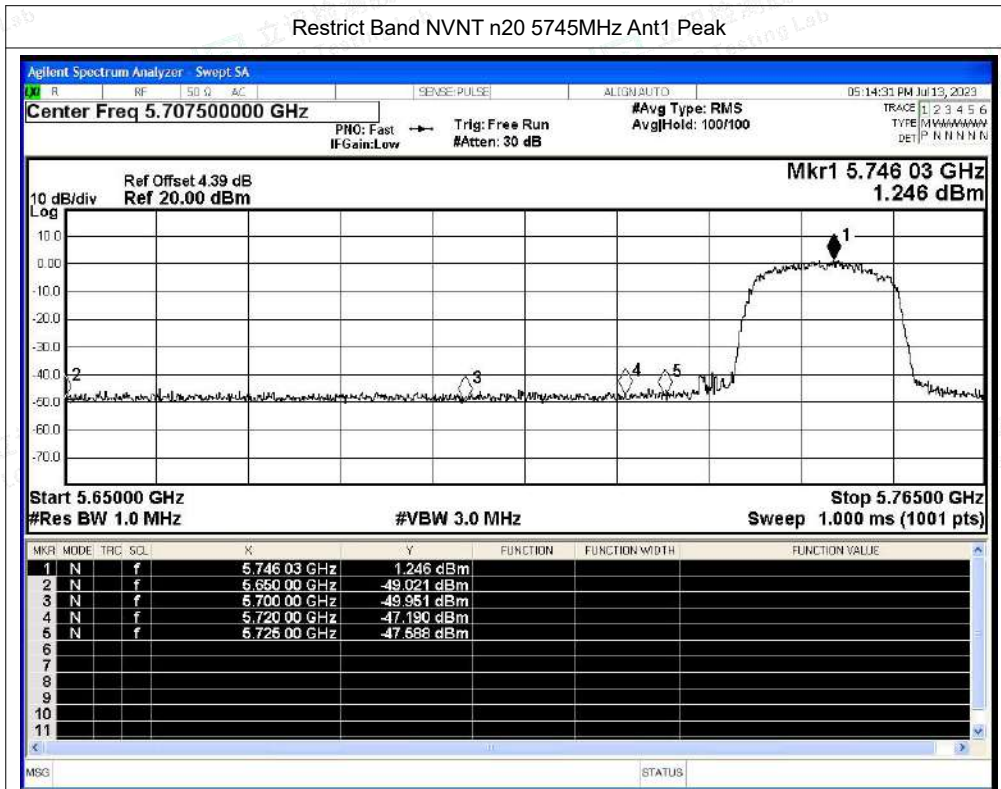 Restrict Band NVNT n20 5745MHz Ant1 Peak
Agilent Spectrum Analyzer - Swept SA
R RF 50 Ω AC SENSE:PULSE ALIGN AUTO 05:14:31 PM Jul 13, 2023
Center Freq 5.707500000 GHz
PNO: Fast
IFGain:Low
Trig: Free Run
#Atten: 30 dB
#Avg Type: RMS
Avg|Hold: 100/100
TRACE 1 2 3 4 5 6
TYPE M
DET P N N N N N
Ref Offset 4.39 dB
Ref 20.00 dBm
Mkr1 5.746 03 GHz
1.246 dBm
10 dB/div
Log
10.0
0.00
-10.0
-20.0
-30.0
-40.0
-50.0
-60.0
-70.0
1
2
3
4
5
Start 5.65000 GHz Stop 5.76500 GHz
#Res BW 1.0 MHz #VBW 3.0 MHz Sweep 1.000 ms (1001 pts)
MKR MODE TRC SCL X Y FUNCTION FUNCTION WIDTH FUNCTION VALUE
1 N f 5.746 03 GHz 1.246 dBm
2 N f 5.650 00 GHz -49.021 dBm
3 N f 5.700 00 GHz -49.951 dBm
4 N f 5.720 00 GHz -47.190 dBm
5 N f 5.725 00 GHz -47.588 dBm
6
7
8
9
10
11
MSG STATUS